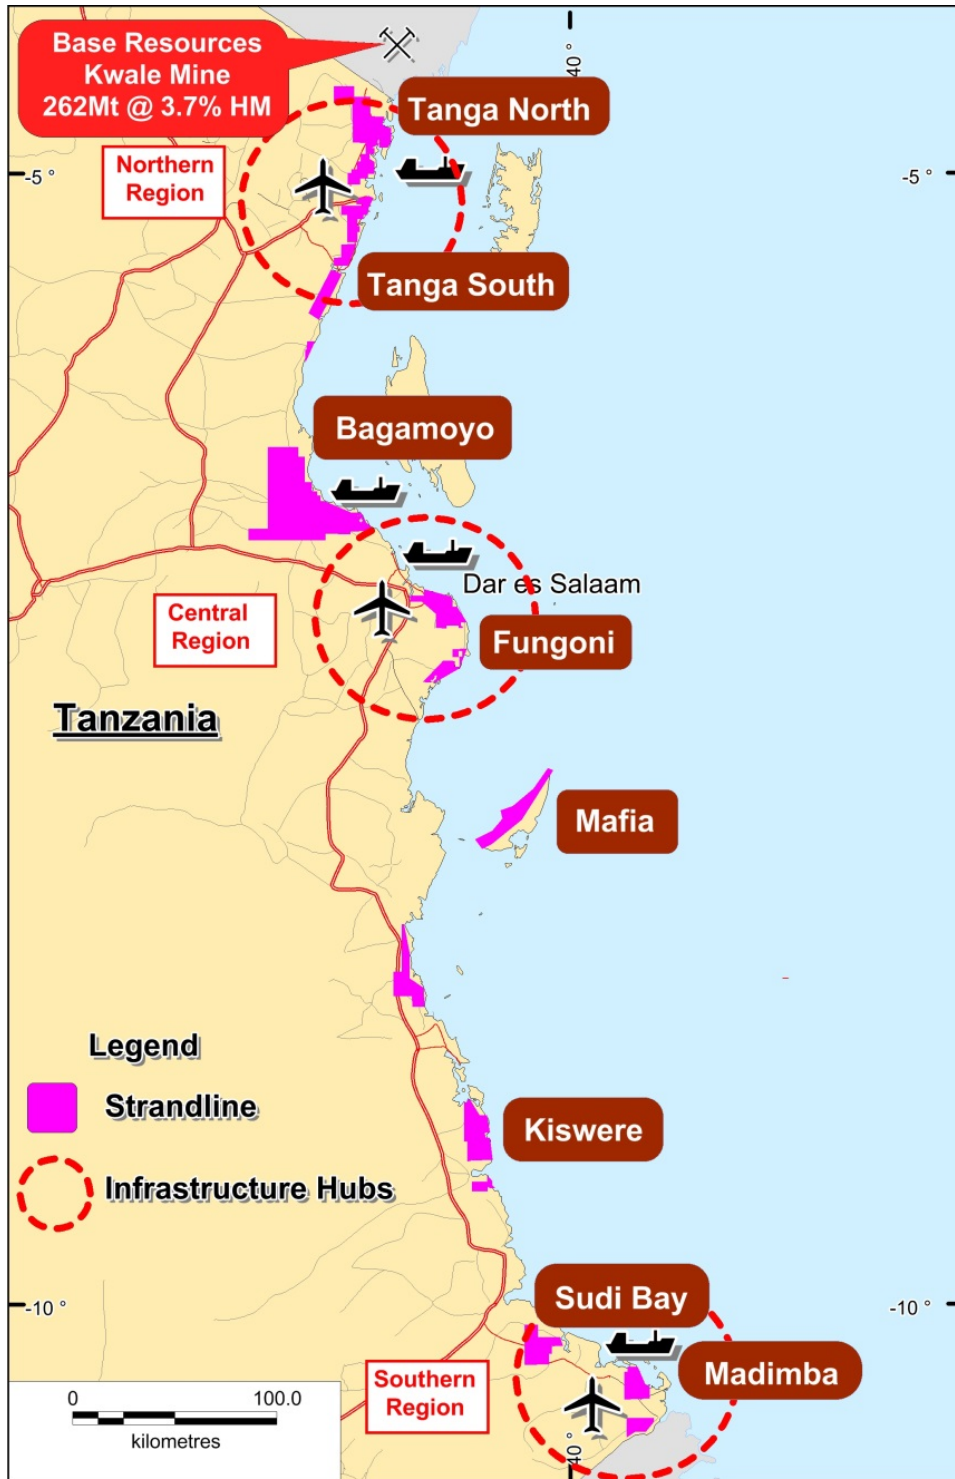 Base Resources
Kwale Mine
262Mt @ 3.7% HM
40 °
Tanga North
Northern
Region
-5 °
-5 °
Tanga South
Bagamoyo
Dar es Salaam
Central
Region
Fungoni
Tanzania
Mafia
Legend
Strandline
Kiswere
Infrastructure Hubs
Sudi Bay
-10 °
-10 °
Madimba
Southern
Region
0
100.0
kilometres
40 °